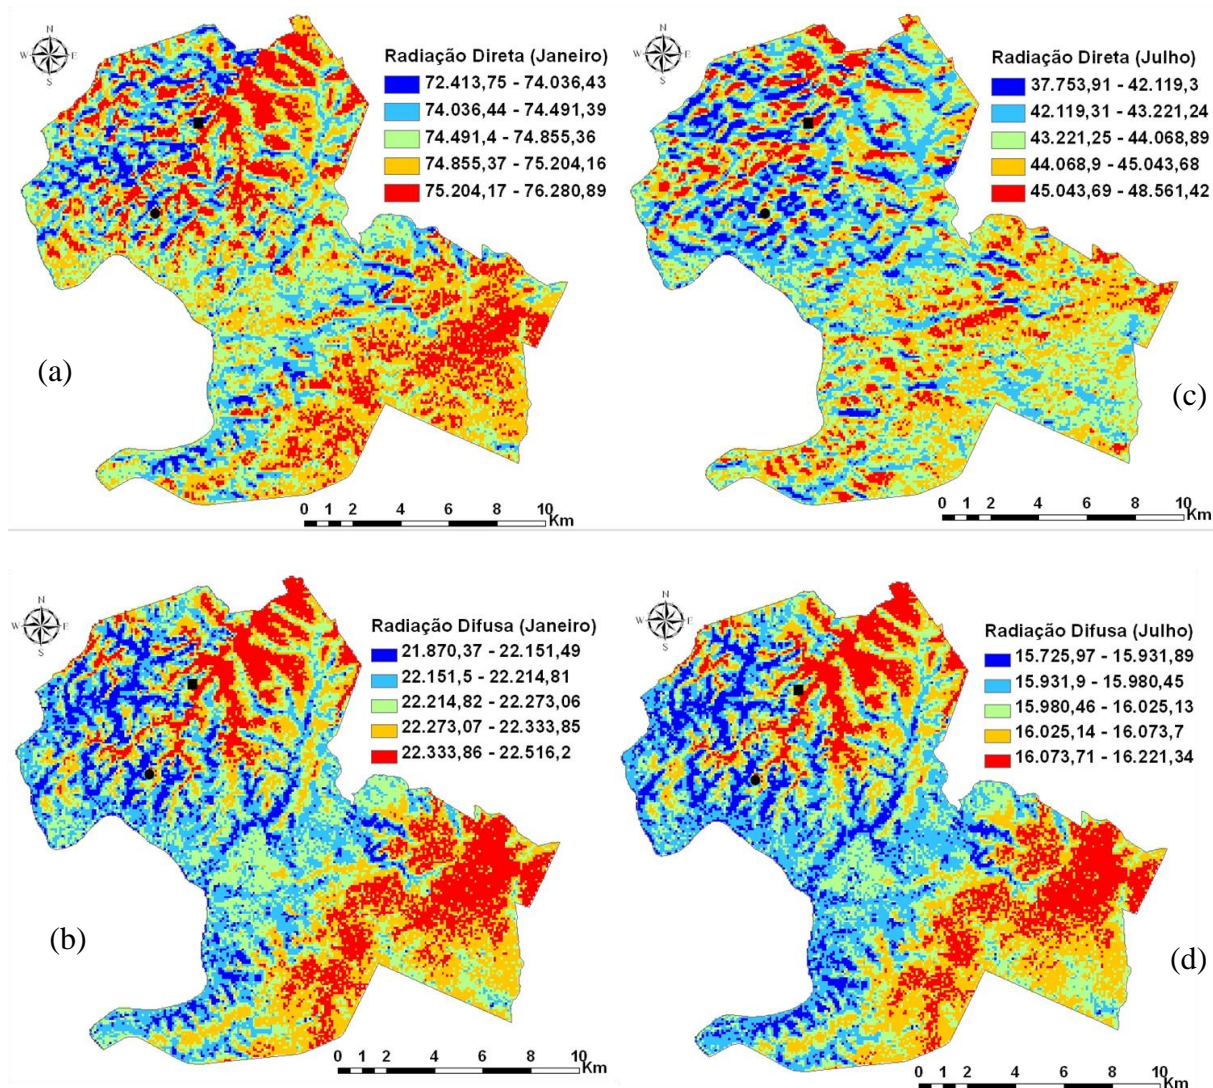 N
W E
S
Radiação Direta (Janeiro)
72.413,75 - 74.036,43
74.036,44 - 74.491,39
74.491,4 - 74.855,36
74.855,37 - 75.204,16
75.204,17 - 76.280,89
(a)
0 1 2 4 6 8 10
Km
N
W E
S
Radiação Direta (Julho)
37.753,91 - 42.119,3
42.119,31 - 43.221,24
43.221,25 - 44.068,89
44.068,9 - 45.043,68
45.043,69 - 48.561,42
(c)
0 1 2 4 6 8 10
Km
N
W E
S
Radiação Difusa (Janeiro)
21.870,37 - 22.151,49
22.151,5 - 22.214,81
22.214,82 - 22.273,06
22.273,07 - 22.333,85
22.333,86 - 22.516,2
(b)
0 1 2 4 6 8 10
Km
N
W E
S
Radiação Difusa (Julho)
15.725,97 - 15.931,89
15.931,9 - 15.980,45
15.980,46 - 16.025,13
16.025,14 - 16.073,7
16.073,71 - 16.221,34
(d)
0 1 2 4 6 8 10
Km